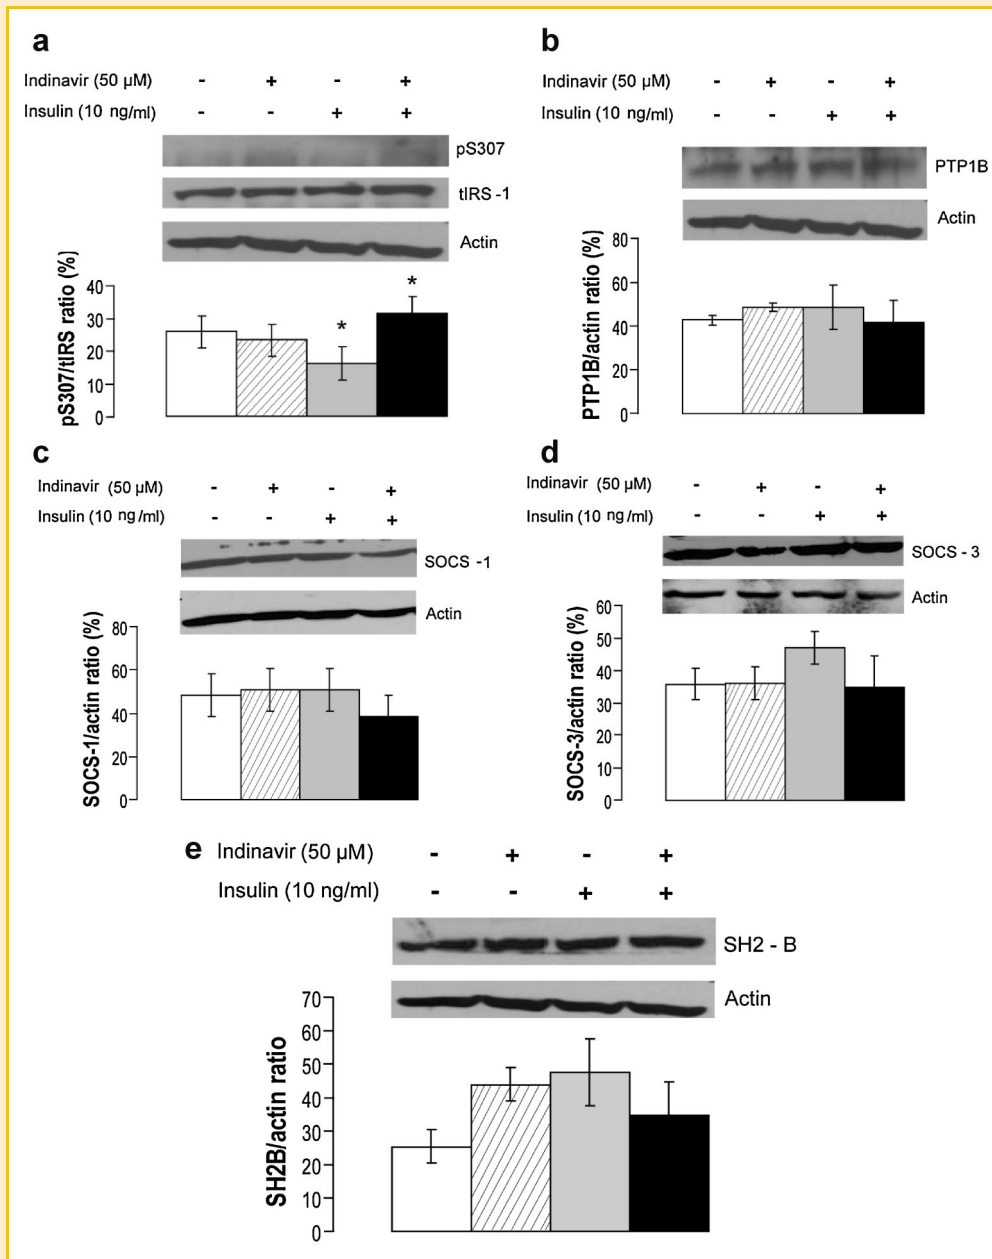 a
Indinavir (50 µM) - + - +
Insulin (10 ng/ml) - - + +
pS307
tIRS -1
Actin
pS307/tIRS ratio (%)
40
30
20
10
0
* *
b
Indinavir (50 µM) - + - +
Insulin (10 ng/ml) - - + +
PTP1B
Actin
PTP1B/actin ratio (%)
80
60
40
20
0
c
Indinavir (50 µM) - + - +
Insulin (10 ng/ml) - - + +
SOCS -1
Actin
SOCS-1/actin ratio (%)
80
60
40
20
0
d
Indinavir (50 µM) - + - +
Insulin (10 ng/ml) - - + +
SOCS - 3
Actin
SOCS-3/actin ratio (%)
60
50
40
30
20
10
0
e
Indinavir (50 µM) - + - +
Insulin (10 ng/ml) - - + +
SH2 - B
Actin
SH2B/actin ratio
70
60
50
40
30
20
10
0